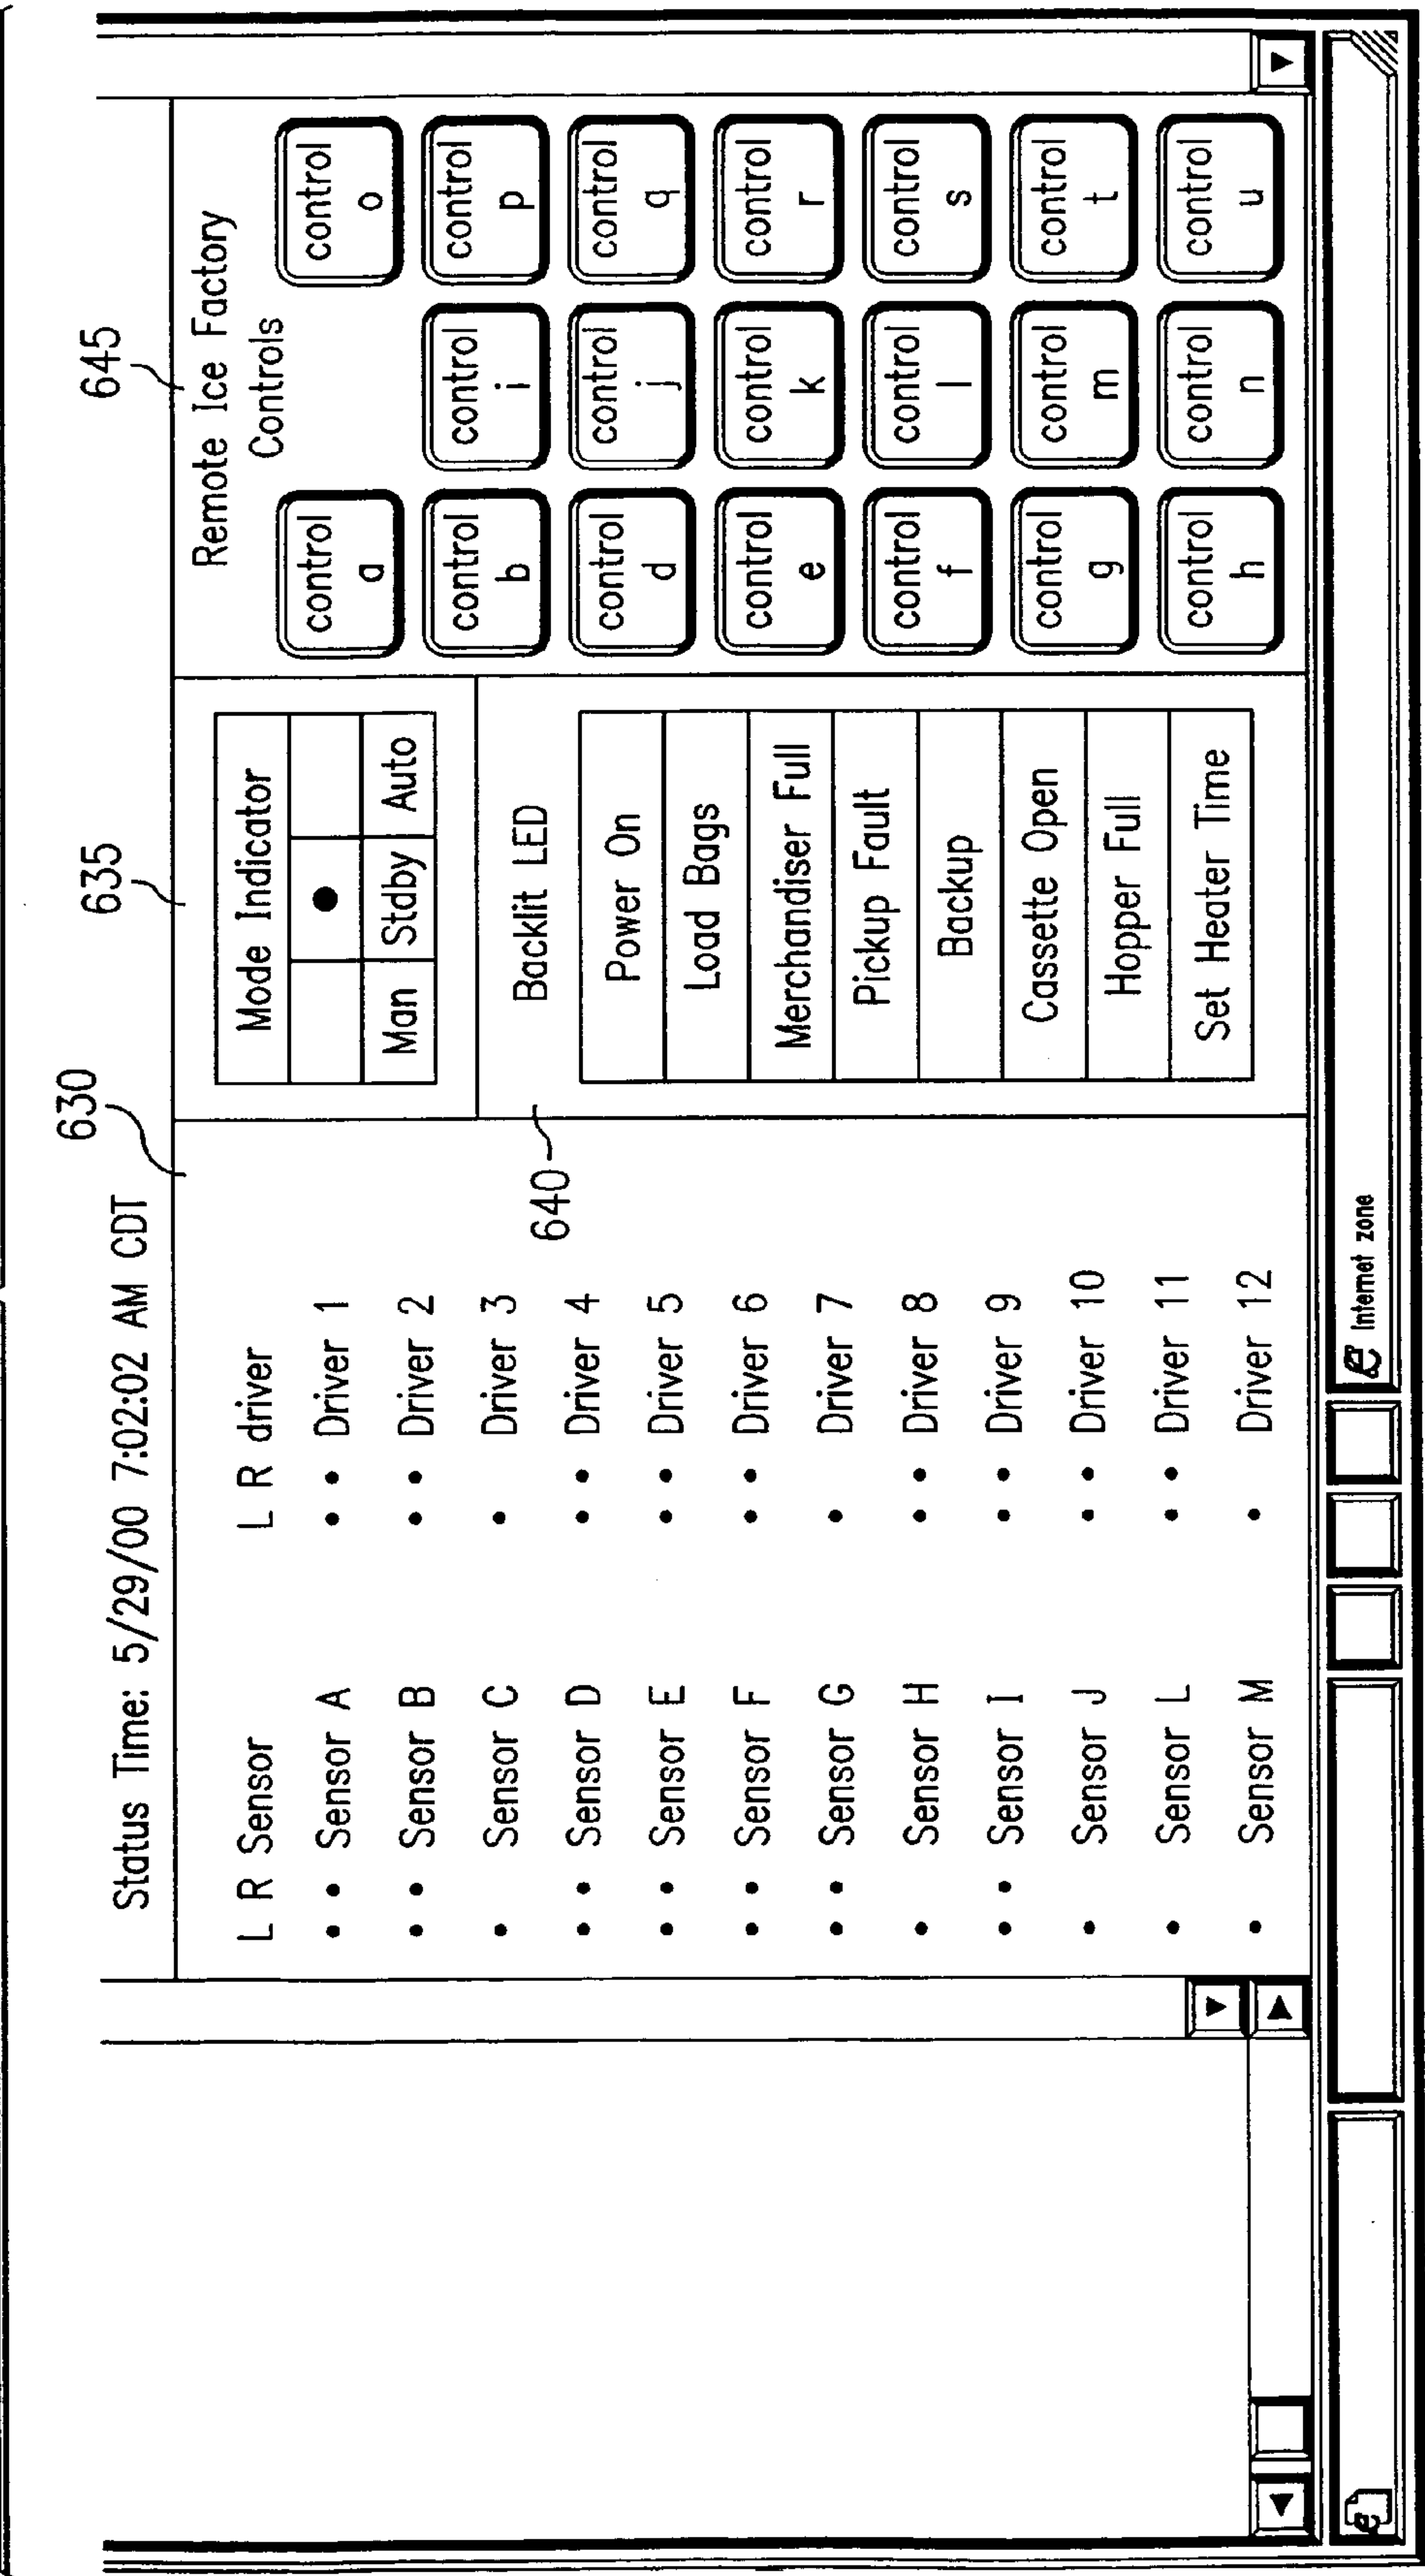 630
635
645
640
Status Time: 5/29/00 7:02:02 AM CDT
L R Sensor
• • Sensor A
• • Sensor B
• Sensor C
• • Sensor D
• • Sensor E
• • Sensor F
• • Sensor G
• Sensor H
• • Sensor I
• Sensor J
• Sensor L
• Sensor M
L R driver
• • Driver 1
• • Driver 2
• Driver 3
• • Driver 4
• • Driver 5
• • Driver 6
• Driver 7
• • Driver 8
• • Driver 9
• • Driver 10
• • Driver 11
• Driver 12
Mode Indicator
●
Man Stdby Auto
Backlit LED
Power On
Load Bags
Merchandiser Full
Pickup Fault
Backup
Cassette Open
Hopper Full
Set Heater Time
Remote Ice Factory
Controls
control
a
control
o
control
b
control
i
control
p
control
d
control
j
control
q
control
e
control
k
control
r
control
f
control
l
control
s
control
g
control
m
control
t
control
h
control
n
control
u
Internet zone